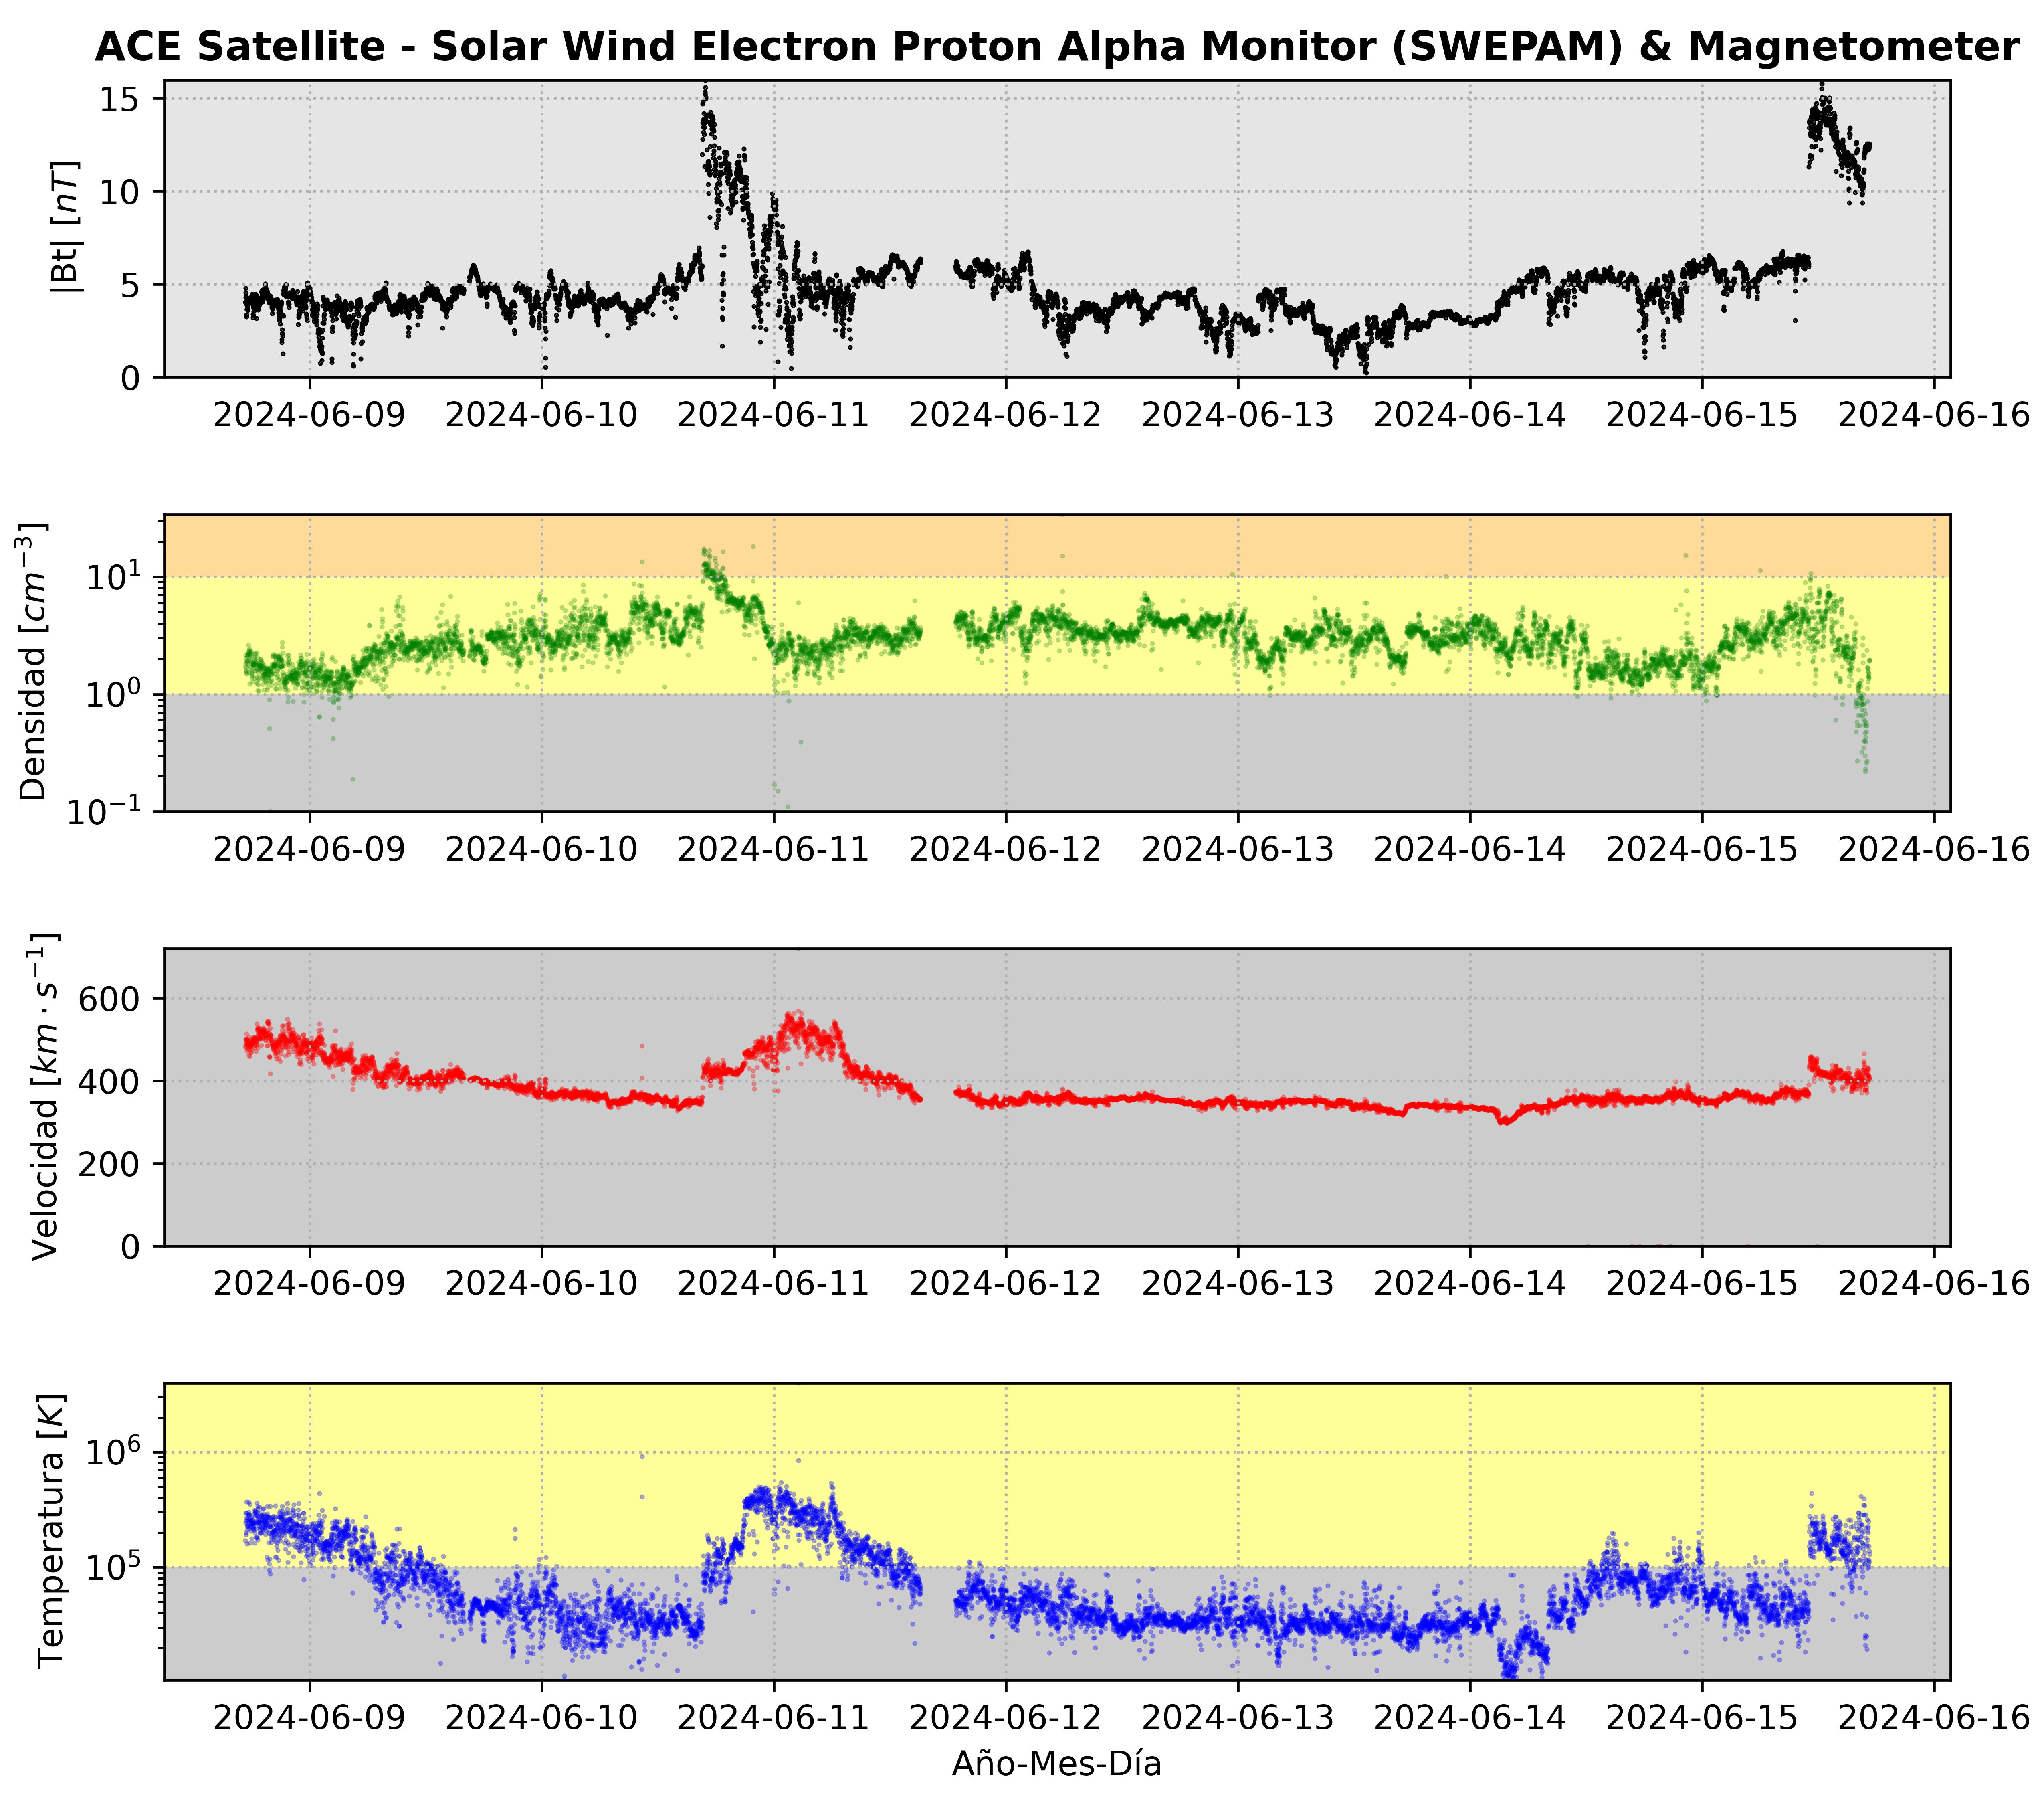 ACE Satellite - Solar Wind Electron Proton Alpha Monitor (SWEPAM) & Magnetometer
|Bt| [nT]
15
10
5
0
2024-06-09 2024-06-10 2024-06-11 2024-06-12 2024-06-13 2024-06-14 2024-06-15 2024-06-16
Densidad [cm⁻³]
10¹
10⁰
10⁻¹
2024-06-09 2024-06-10 2024-06-11 2024-06-12 2024-06-13 2024-06-14 2024-06-15 2024-06-16
Velocidad [km · s⁻¹]
600
400
200
0
2024-06-09 2024-06-10 2024-06-11 2024-06-12 2024-06-13 2024-06-14 2024-06-15 2024-06-16
Temperatura [K]
10⁶
10⁵
2024-06-09 2024-06-10 2024-06-11 2024-06-12 2024-06-13 2024-06-14 2024-06-15 2024-06-16
Año-Mes-Día